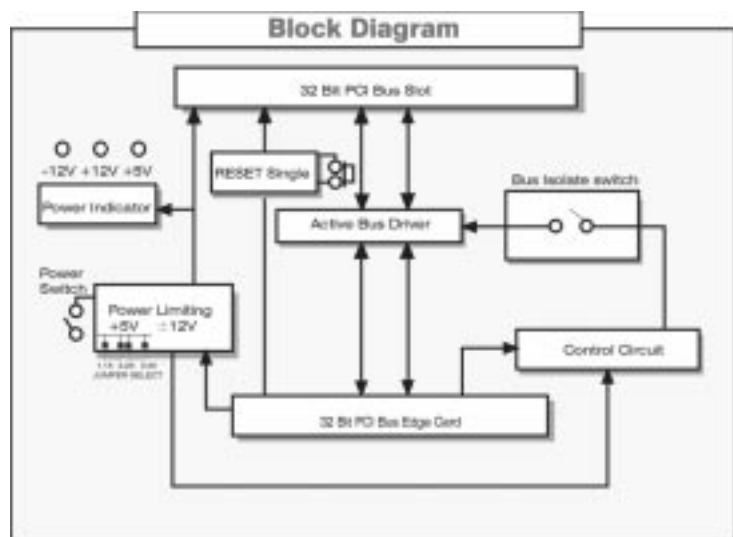 Block Diagram
32 Bit PCI Bus Slot
-12V +12V +5V
RESET Single
Bus Isolate switch
Power Indicator
Active Bus Driver
Power
Switch
Power Limiting
+5V ±12V
JUMPER SELECT
Control Circuit
32 Bit PCI Bus Edge Card